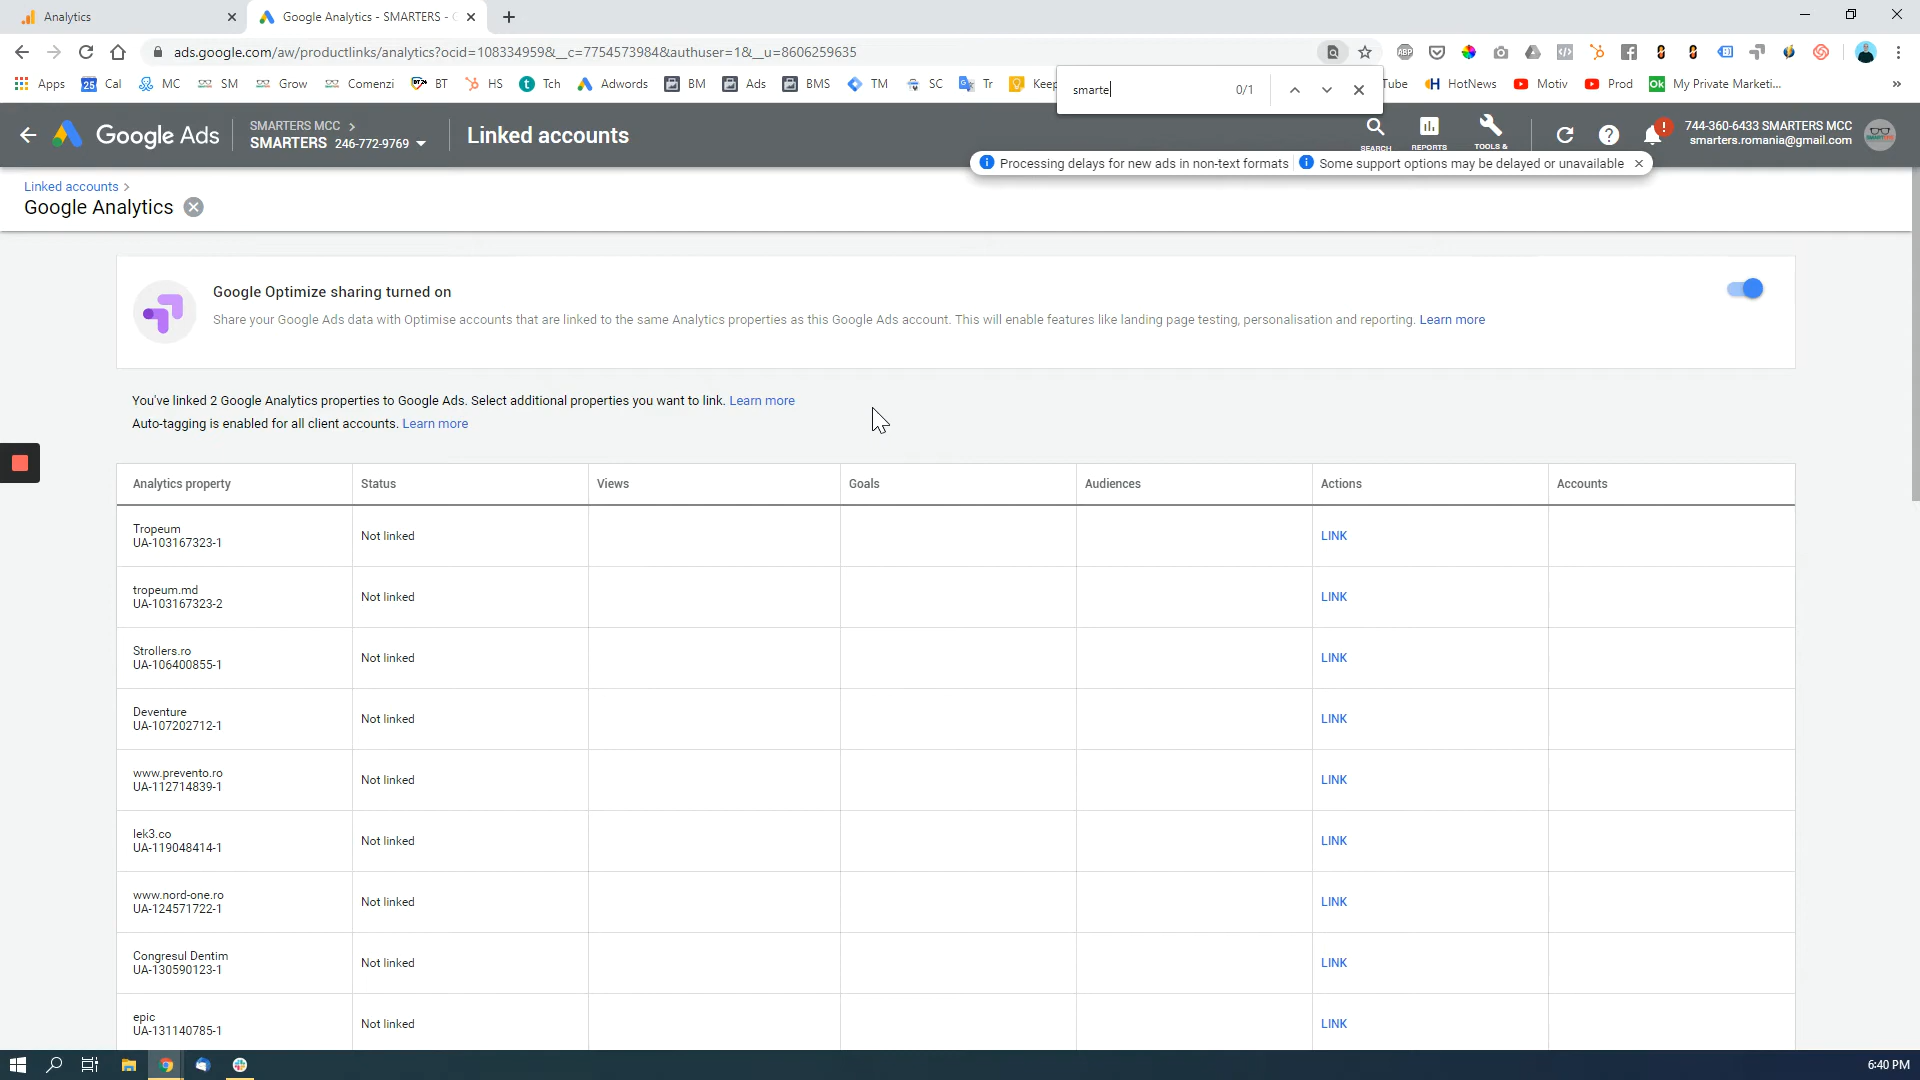 Analytics
Google Analytics - SMARTERS - G
ads.google.com/aw/productlinks/analytics?ocid=108334959&__c=7754573984&authuser=1&__u=8606259635
ABP
Apps
25
Cal
MC
SM
Grow
Comenzi
BT
HS
Tch
Adwords
BM
Ads
BMS
TM
SC
Tr
Keep
Tube
HotNews
Motiv
Prod
Ok
My Private Marketi...
»
smarte
0/1
Google Ads
SMARTERS MCC
SMARTERS 246-772-9769
Linked accounts
SEARCH
REPORTS
TOOLS &
744-360-6433 SMARTERS MCC
smarters.romania@gmail.com
Processing delays for new ads in non-text formats
Some support options may be delayed or unavailable
Linked accounts
Google Analytics
Google Optimize sharing turned on
Share your Google Ads data with Optimise accounts that are linked to the same Analytics properties as this Google Ads account. This will enable features like landing page testing, personalisation and reporting. Learn more
You've linked 2 Google Analytics properties to Google Ads. Select additional properties you want to link. Learn more
Auto-tagging is enabled for all client accounts. Learn more
Analytics property Status Views Goals Audiences Actions Accounts
Tropeum
UA-103167323-1
Not linked
LINK
tropeum.md
UA-103167323-2
Not linked
LINK
Strollers.ro
UA-106400855-1
Not linked
LINK
Deventure
UA-107202712-1
Not linked
LINK
www.prevento.ro
UA-112714839-1
Not linked
LINK
lek3.co
UA-119048414-1
Not linked
LINK
www.nord-one.ro
UA-124571722-1
Not linked
LINK
Congresul Dentim
UA-130590123-1
Not linked
LINK
epic
UA-131140785-1
Not linked
LINK
6:40 PM